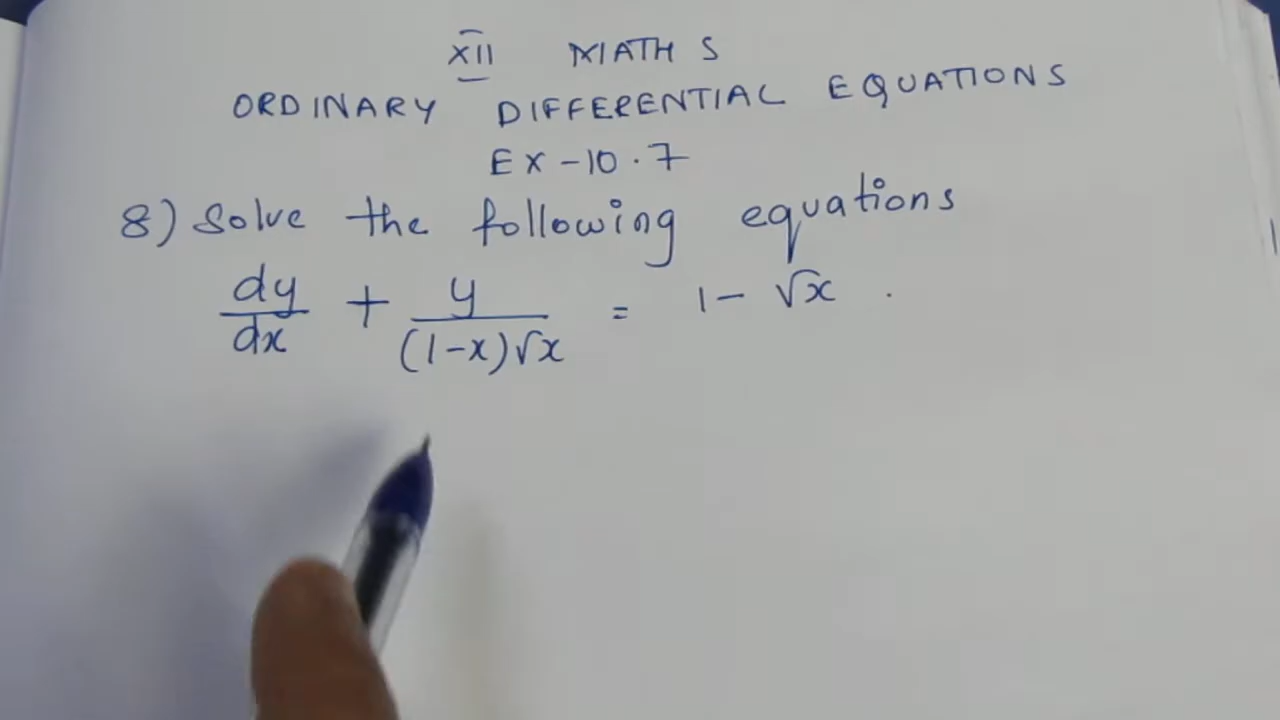 XII MATHS
ORDINARY DIFFERENTIAL EQUATIONS
EX-10.7
8) Solve the following equations
dy/dx + y/((1-x)√x) = 1-√x.